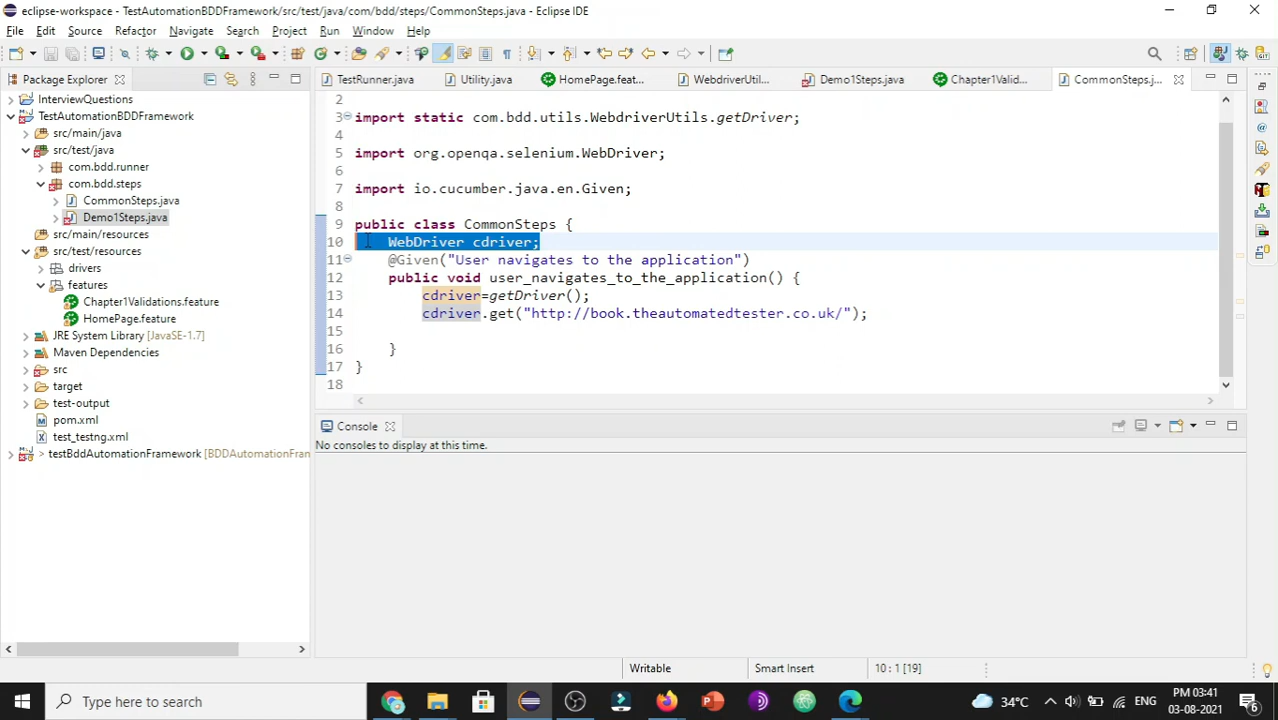 eclipse-workspace - TestAutomationBDDFramework/src/test/java/com/bdd/steps/CommonSteps.java - Eclipse IDE
File Edit Source Refactor Navigate Search Project Run Window Help
Package Explorer
InterviewQuestions
TestAutomationBDDFramework
src/main/java
src/test/java
com.bdd.runner
com.bdd.steps
CommonSteps.java
Demo1Steps.java
src/main/resources
src/test/resources
drivers
features
Chapter1Validations.feature
HomePage.feature
JRE System Library [JavaSE-1.7]
Maven Dependencies
src
target
test-output
pom.xml
test_testng.xml
> testBddAutomationFramework [BDDAutomationFran
TestRunner.java Utility.java HomePage.feat... WebdriverUtil... Demo1Steps.java Chapter1Valid... CommonSteps.j...
2
3 import static com.bdd.utils.WebdriverUtils.getDriver;
4
5 import org.openqa.selenium.WebDriver;
6
7 import io.cucumber.java.en.Given;
8
9 public class CommonSteps {
10 WebDriver cdriver;
11 @Given("User navigates to the application")
12 public void user_navigates_to_the_application() {
13 cdriver=getDriver();
14 cdriver.get("http://book.theautomatedtester.co.uk/");
15
16 }
17 }
18
Console
No consoles to display at this time.
Writable Smart Insert 10 : 1 [19]
Type here to search
34°C ENG PM 03:41
03-08-2021 6